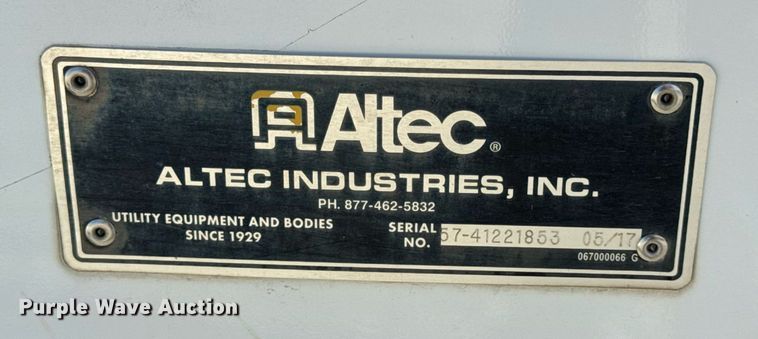 Altec®
ALTEC INDUSTRIES, INC.
PH. 877-462-5832
UTILITY EQUIPMENT AND BODIES
SINCE 1929
SERIAL
NO.
57-41221853 05/17
067000066 G
Purple Wave Auction